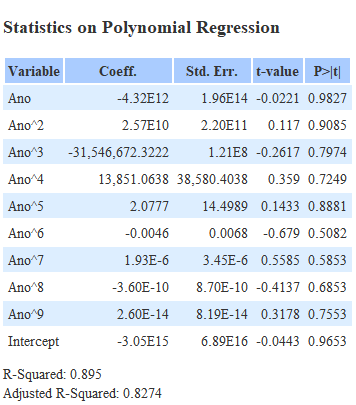 Statistics on Polynomial Regression
Variable Coeff. Std. Err. t-value P>|t|
Ano -4.32E12 1.96E14 -0.0221 0.9827
Ano^2 2.57E10 2.20E11 0.117 0.9085
Ano^3 -31,546,672.3222 1.21E8 -0.2617 0.7974
Ano^4 13,851.0638 38,580.4038 0.359 0.7249
Ano^5 2.0777 14.4989 0.1433 0.8881
Ano^6 -0.0046 0.0068 -0.679 0.5082
Ano^7 1.93E-6 3.45E-6 0.5585 0.5853
Ano^8 -3.60E-10 8.70E-10 -0.4137 0.6853
Ano^9 2.60E-14 8.19E-14 0.3178 0.7553
Intercept -3.05E15 6.89E16 -0.0443 0.9653
R-Squared: 0.895
Adjusted R-Squared: 0.8274